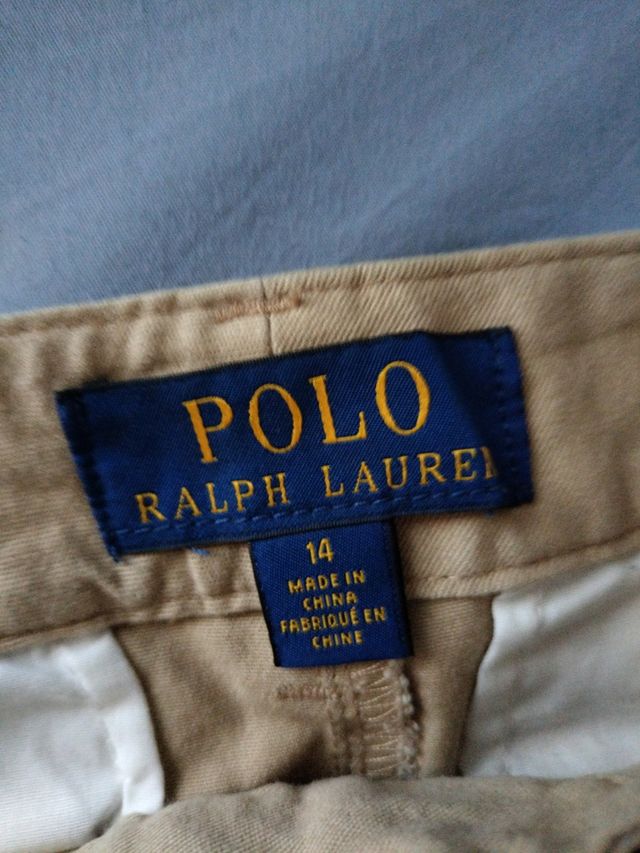 POLO
RALPH LAUREN
14
MADE IN
CHINA
FABRIQUÉ EN
CHINE